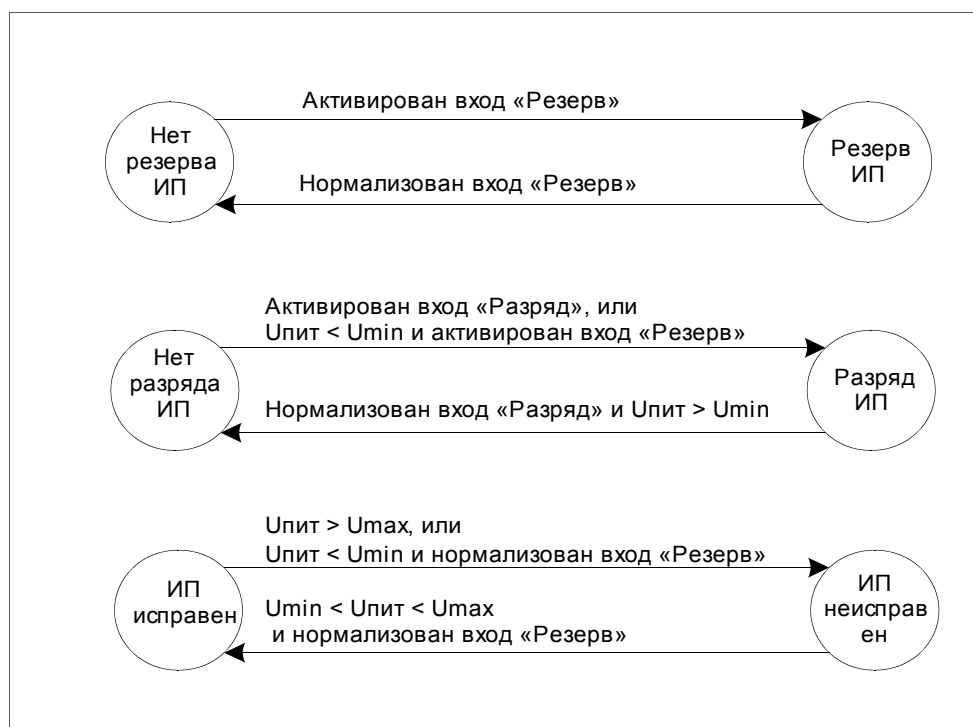 Активирован вход «Резерв»
Нет
резерва
ИП
Резерв
ИП
Нормализован вход «Резерв»
Активирован вход «Разряд», или
Uпит < Umin и активирован вход «Резерв»
Нет
разряда
ИП
Разряд
ИП
Нормализован вход «Разряд» и Uпит > Umin
Uпит > Umax, или
Uпит < Umin и нормализован вход «Резерв»
ИП
исправен
ИП
неисправ
ен
Umin < Uпит < Umax
и нормализован вход «Резерв»